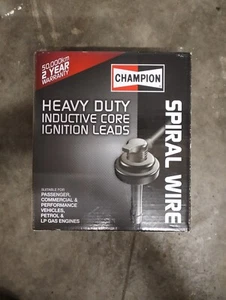 50,000km
2 YEAR
WARRANTY
CHAMPION
HEAVY DUTY
INDUCTIVE CORE
IGNITION LEADS
SPIRAL WIRE
SUITABLE FOR
PASSENGER,
COMMERCIAL &
PERFORMANCE
VEHICLES,
PETROL &
LP GAS ENGINES